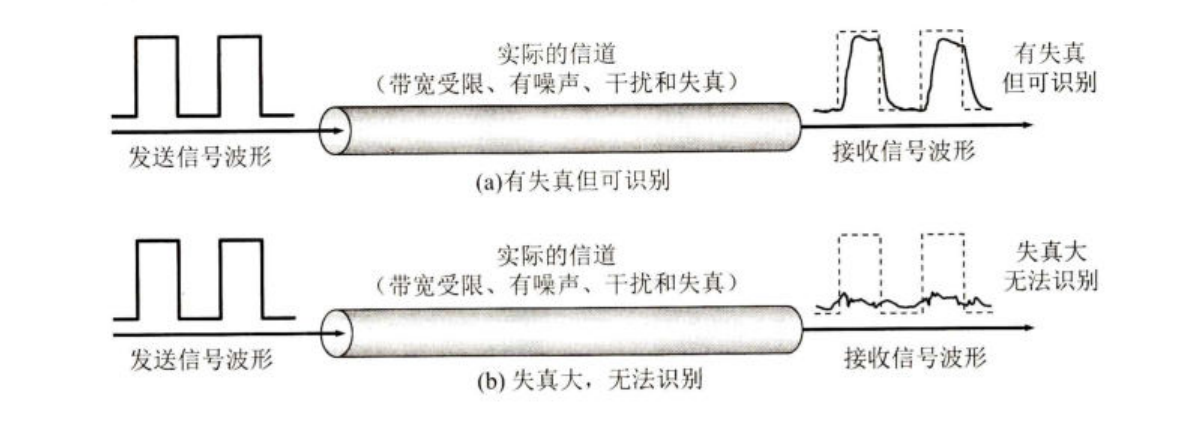 实际的信道
(带宽受限、有噪声、干扰和失真)
有失真
但可识别
发送信号波形
接收信号波形
(a)有失真但可识别
实际的信道
(带宽受限、有噪声、干扰和失真)
失真大
无法识别
发送信号波形
接收信号波形
(b) 失真大，无法识别